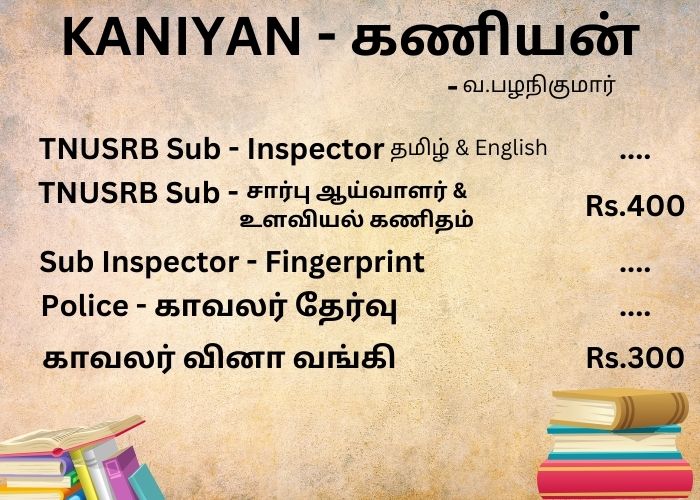 KANIYAN - கணியன்
- வ.பழநிகுமார்
TNUSRB Sub - Inspector தமிழ் & English ....
TNUSRB Sub - சார்பு ஆய்வாளர் &
உளவியல் கணிதம் Rs.400
Sub Inspector - Fingerprint ....
Police - காவலர் தேர்வு ....
காவலர் வினா வங்கி Rs.300